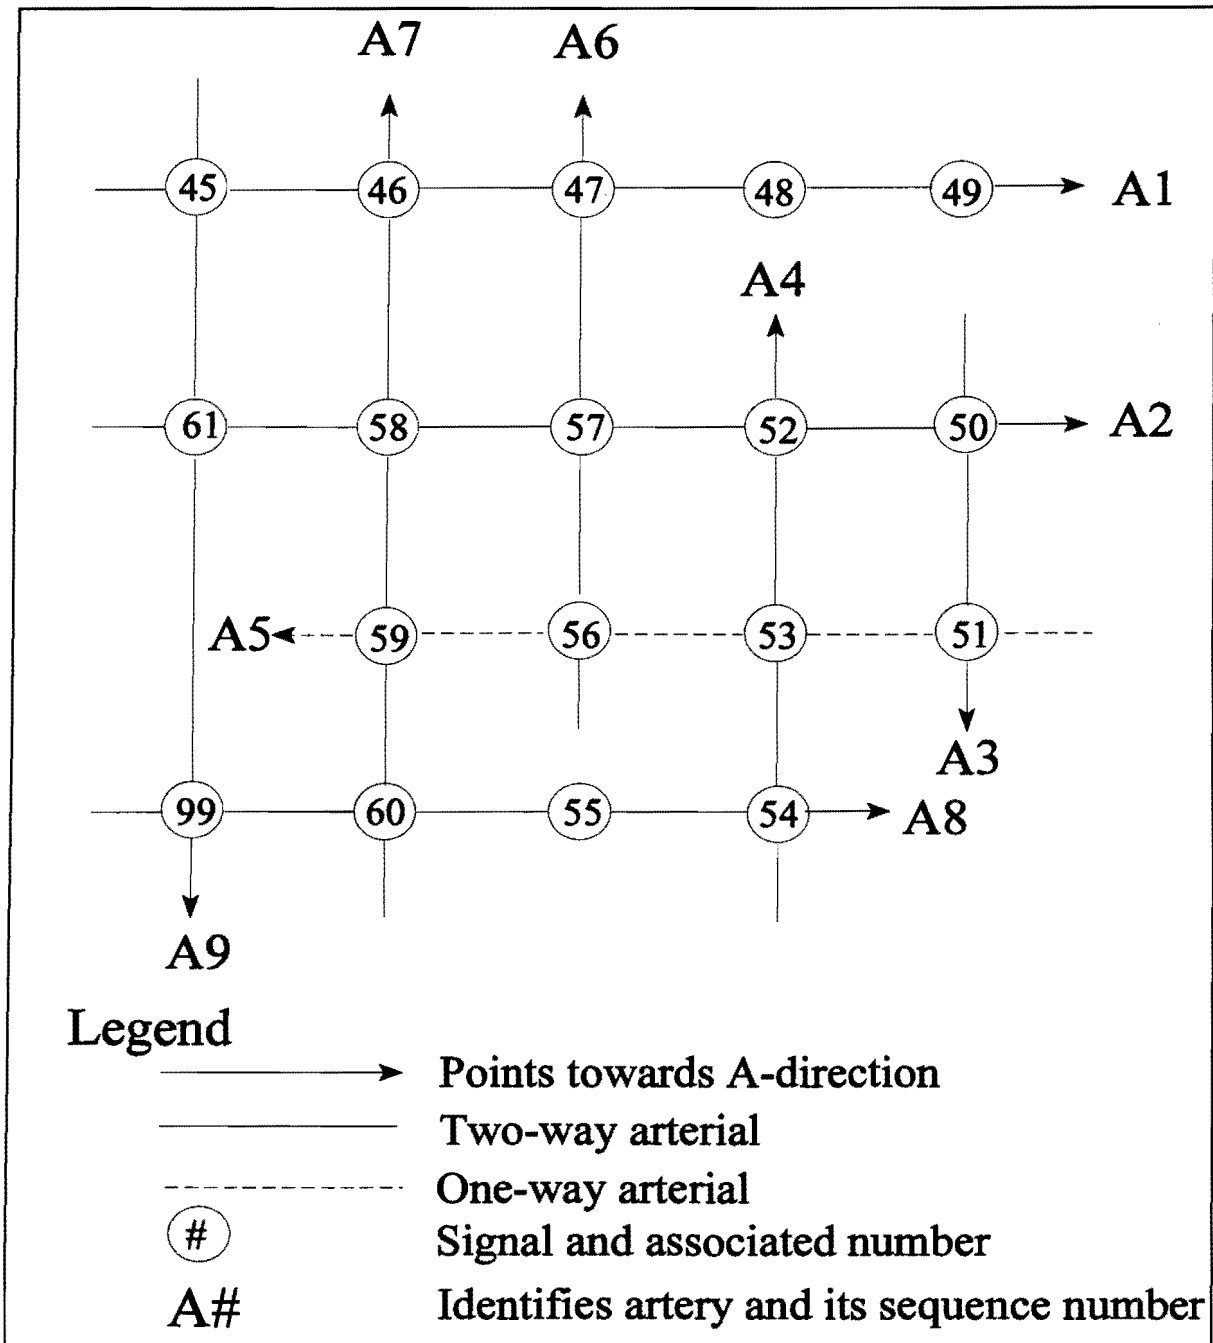 A7 A6
45 46 47 48 49 A1
A4
61 58 57 52 50 A2
A5 59 56 53 51
A3
99 60 55 54 A8
A9
Legend
Points towards A-direction
Two-way arterial
One-way arterial
# Signal and associated number
A# Identifies artery and its sequence number